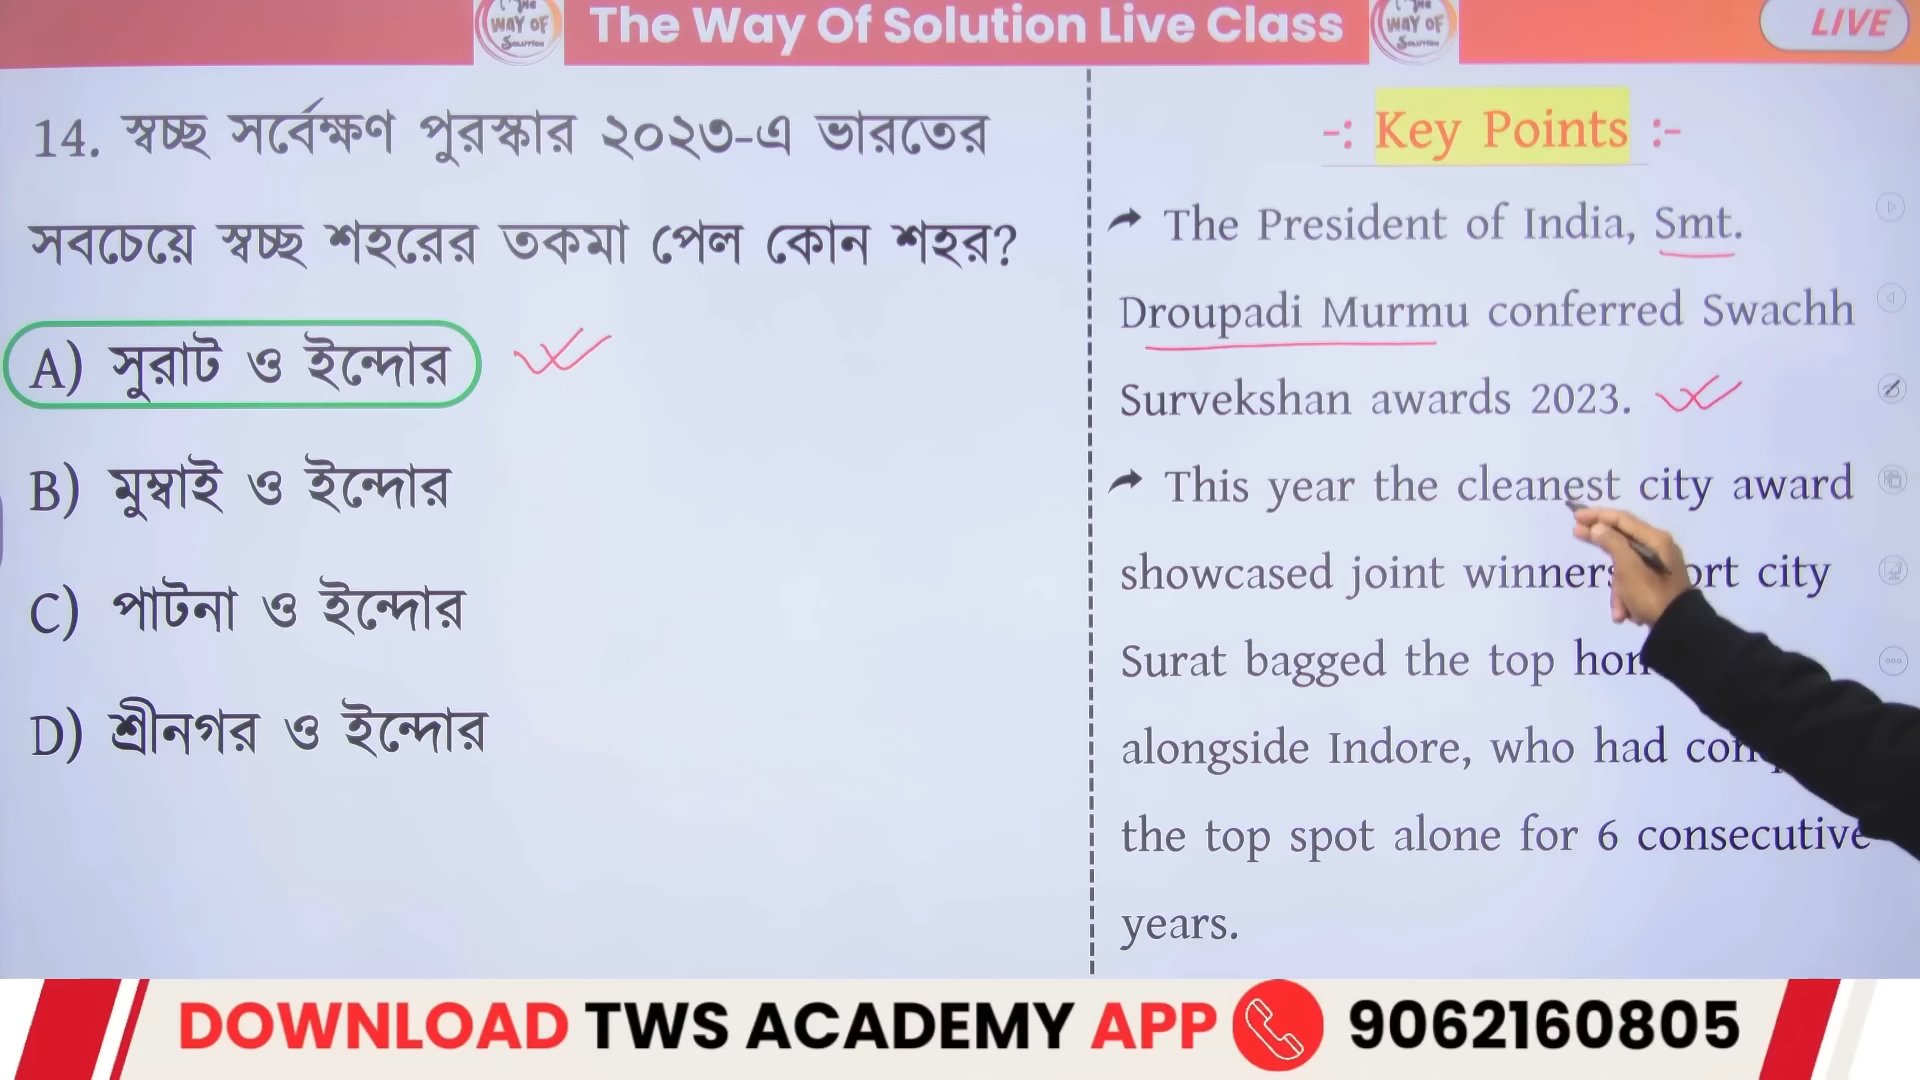 The Way Of Solution Live Class
LIVE
14. স্বচ্ছ সর্বেক্ষণ পুরস্কার ২০২৩-এ ভারতের
সবচেয়ে স্বচ্ছ শহরের তকমা পেল কোন শহর?
A) সুরাট ও ইন্দোর
B) মুম্বাই ও ইন্দোর
C) পাটনা ও ইন্দোর
D) শ্রীনগর ও ইন্দোর
-: Key Points :-
The President of India, Smt.
Droupadi Murmu conferred Swachh
Survekshan awards 2023.
This year the cleanest city award
showcased joint winners city
Surat bagged the top
alongside Indore, who had
the top spot alone for 6 consecutive
years.
DOWNLOAD TWS ACADEMY APP 9062160805